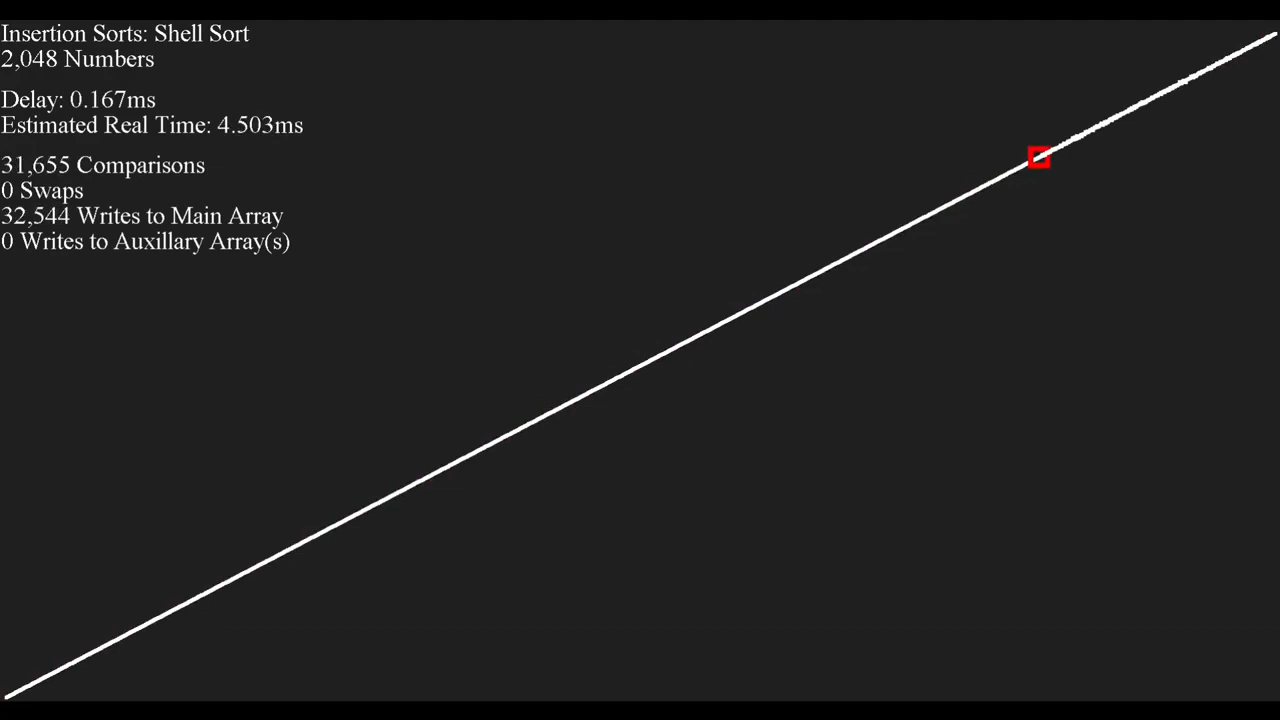 Insertion Sorts: Shell Sort
2,048 Numbers
Delay: 0.167ms
Estimated Real Time: 4.503ms
31,655 Comparisons
0 Swaps
32,544 Writes to Main Array
0 Writes to Auxillary Array(s)